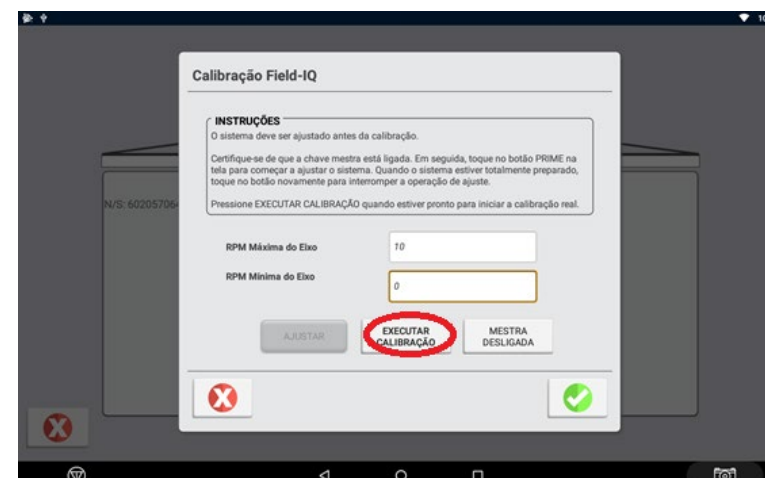 10
Calibração Field-IQ
INSTRUÇÕES
O sistema deve ser ajustado antes da calibração.
Certifique-se de que a chave mestra está ligada. Em seguida, toque no botão PRIME na
tela para começar a ajustar o sistema. Quando o sistema estiver totalmente preparado,
toque no botão novamente para interromper a operação de ajuste.
Pressione EXECUTAR CALIBRAÇÃO quando estiver pronto para iniciar a calibração real.
N/S: 60205706
RPM Máxima do Eixo
10
RPM Mínima do Eixo
0
AJUSTAR
EXECUTAR
CALIBRAÇÃO
MESTRA
DESLIGADA